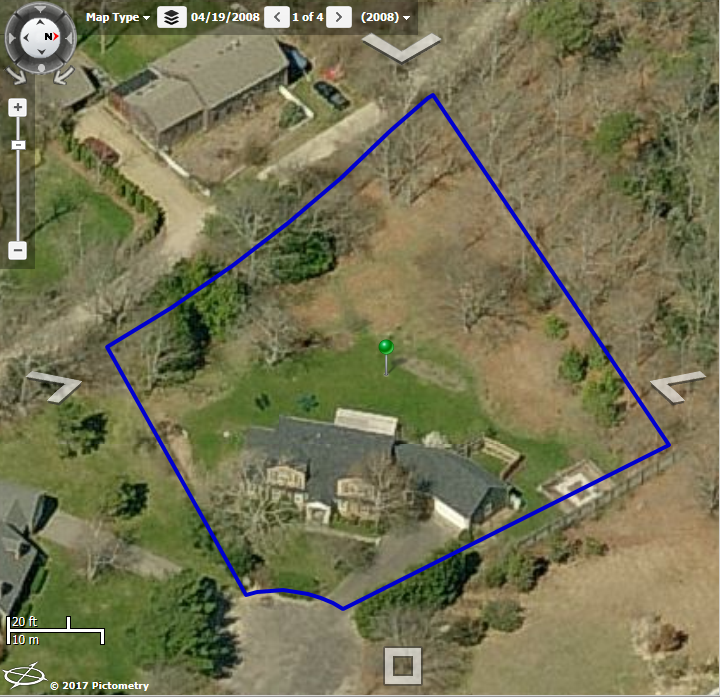 Map Type 04/19/2008 1 of 4 (2008)
N
+
−
20 ft
10 m
© 2017 Pictometry